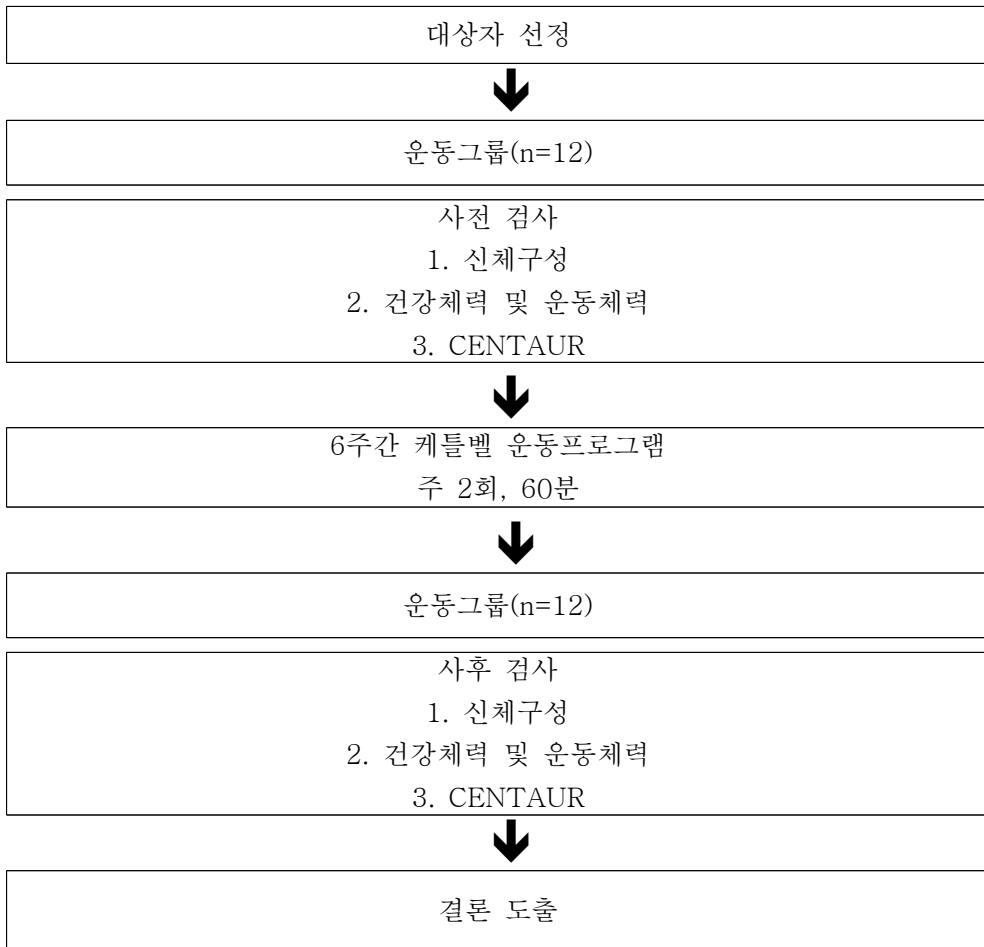 대상자 선정
운동그룹(n=12)
사전 검사
1. 신체구성
2. 건강체력 및 운동체력
3. CENTAUR
6주간 케틀벨 운동프로그램
주 2회, 60분
운동그룹(n=12)
사후 검사
1. 신체구성
2. 건강체력 및 운동체력
3. CENTAUR
결론 도출